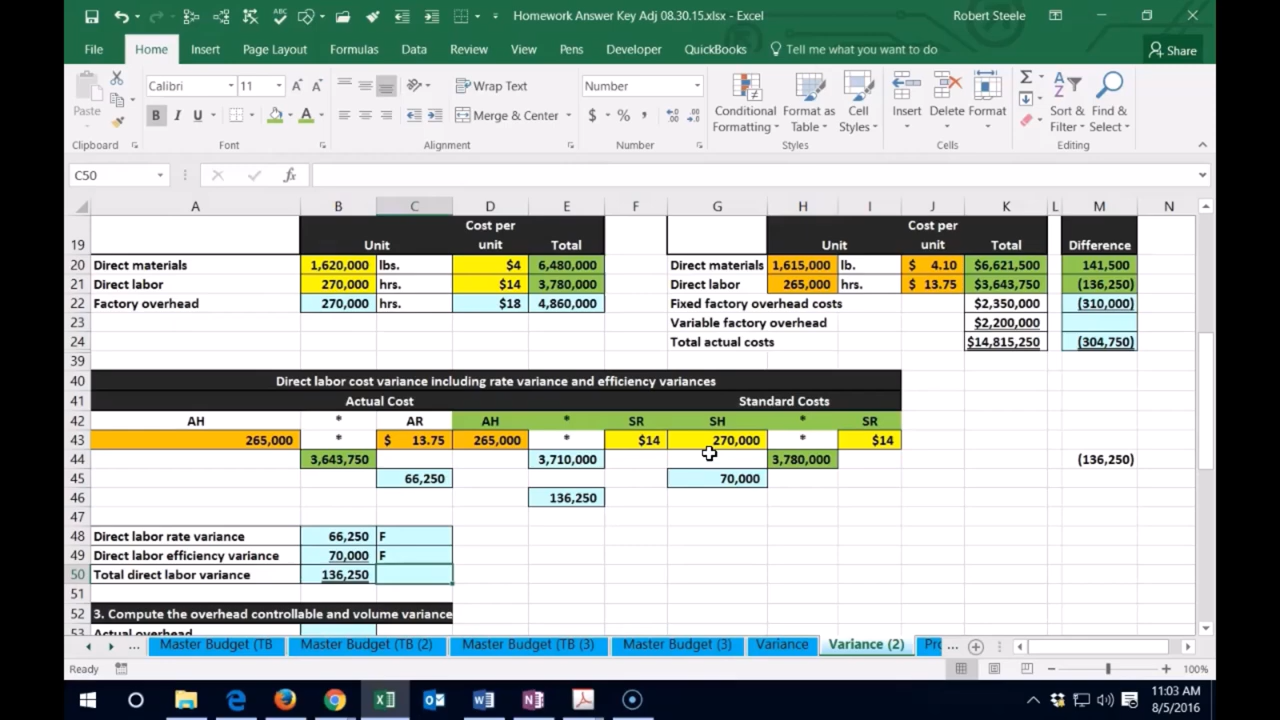 Homework Answer Key Adj 08.30.15.xlsx - Excel Robert Steele
File Home Insert Page Layout Formulas Data Review View Pens Developer QuickBooks Tell me what you want to do Share
Paste Calibri 11 Wrap Text Number Conditional Formatting Format as Table Cell Styles Insert Delete Format Sort & Filter Find & Select
B I U A Merge & Center $ % ,
Clipboard Font Alignment Number Styles Cells Editing
C50 fx
A B C D E F G H I J K L M N
Cost per Cost per
19 Unit unit Total Unit unit Total Difference
20 Direct materials 1,620,000 lbs. $4 6,480,000 Direct materials 1,615,000 lb. $ 4.10 $6,621,500 141,500
21 Direct labor 270,000 hrs. $14 3,780,000 Direct labor 265,000 hrs. $ 13.75 $3,643,750 (136,250)
22 Factory overhead 270,000 hrs. $18 4,860,000 Fixed factory overhead costs $2,350,000 (310,000)
23 Variable factory overhead $2,200,000
24 Total actual costs $14,815,250 (304,750)
39
40 Direct labor cost variance including rate variance and efficiency variances
41 Actual Cost Standard Costs
42 AH * AR AH * SR SH * SR
43 265,000 * $ 13.75 265,000 * $14 270,000 * $14
44 3,643,750 3,710,000 3,780,000 (136,250)
45 66,250 70,000
46 136,250
47
48 Direct labor rate variance 66,250 F
49 Direct labor efficiency variance 70,000 F
50 Total direct labor variance 136,250
51
52 3. Compute the overhead controllable and volume variance
53 Actual overhead
... Master Budget (TB Master Budget (TB (2) Master Budget (TB (3) Master Budget (3) Variance Variance (2) Pro ...
Ready 100%
11:03 AM
8/5/2016